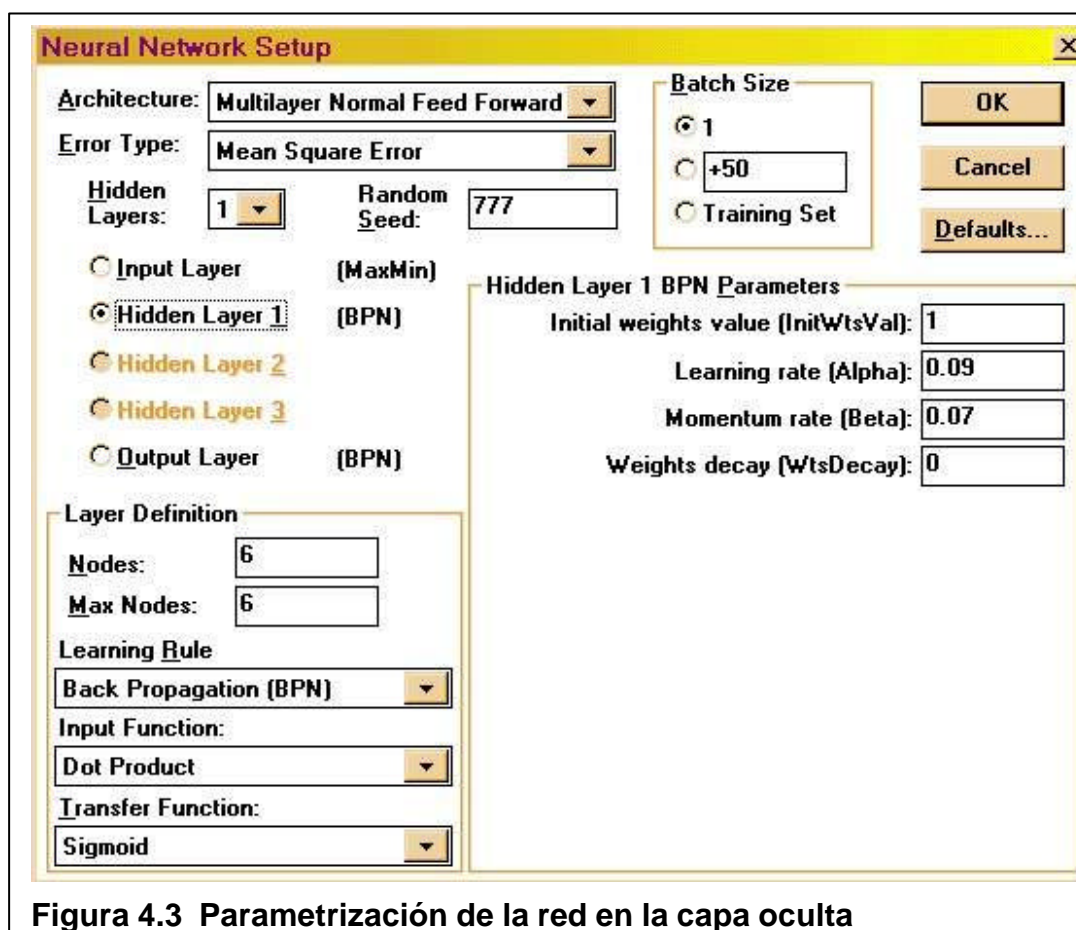 Neural Network Setup
Architecture: Multilayer Normal Feed Forward
Error Type: Mean Square Error
Hidden Layers: 1 Random Seed: 777
Batch Size
1
+50
Training Set
OK
Cancel
Defaults...
Input Layer (MaxMin)
Hidden Layer 1 (BPN)
Hidden Layer 2
Hidden Layer 3
Output Layer (BPN)
Hidden Layer 1 BPN Parameters
Initial weights value (InitWtsVal): 1
Learning rate (Alpha): 0.09
Momentum rate (Beta): 0.07
Weights decay (WtsDecay): 0
Layer Definition
Nodes: 6
Max Nodes: 6
Learning Rule
Back Propagation (BPN)
Input Function:
Dot Product
Transfer Function:
Sigmoid
Figura 4.3 Parametrización de la red en la capa oculta